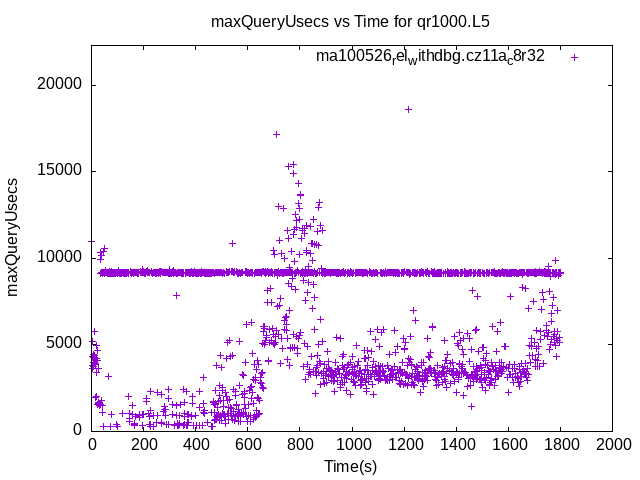 maxQueryUsecs vs Time for qr1000.L5
ma100526relwithdbg.cz11ac8r32
20000
15000
10000
5000
0
maxQueryUsecs
0 200 400 600 800 1000 1200 1400 1600 1800 2000
Time(s)